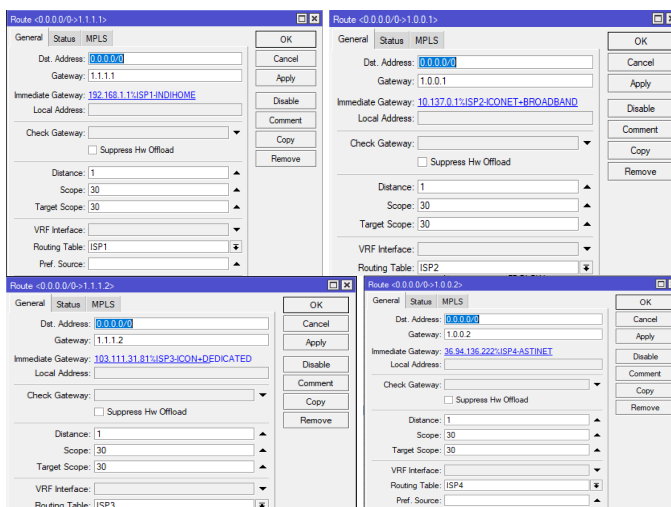 Route <0.0.0.0/0->1.1.1.1>
General Status MPLS
OK
Dst. Address: 0.0.0.0/0
Cancel
Gateway: 1.1.1.1
Apply
Immediate Gateway: 192.168.1.1%ISP1-INDIHOME
Disable
Local Address:
Comment
Check Gateway:
Copy
Suppress Hw Offload
Remove
Distance: 1
Scope: 30
Target Scope: 30
VRF Interface:
Routing Table: ISP1
Pref. Source:
Route <0.0.0.0/0->1.0.0.1>
General Status MPLS
OK
Dst. Address: 0.0.0.0/0
Cancel
Gateway: 1.0.0.1
Apply
Immediate Gateway: 10.137.0.1%ISP2-ICONET+BROADBAND
Disable
Local Address:
Comment
Check Gateway:
Copy
Suppress Hw Offload
Remove
Distance: 1
Scope: 30
Target Scope: 30
VRF Interface:
Routing Table: ISP2
Route <0.0.0.0/0->1.1.1.2>
General Status MPLS
OK
Dst. Address: 0.0.0.0/0
Cancel
Gateway: 1.1.1.2
Apply
Immediate Gateway: 103.111.31.81%ISP3-ICON+DEDICATED
Disable
Local Address:
Comment
Check Gateway:
Copy
Suppress Hw Offload
Remove
Distance: 1
Scope: 30
Target Scope: 30
VRF Interface:
Routing Table: ISP3
Route <0.0.0.0/0->1.0.0.2>
General Status MPLS
OK
Dst. Address: 0.0.0.0/0
Cancel
Gateway: 1.0.0.2
Apply
Immediate Gateway: 36.94.136.222%ISP4-ASTINET
Disable
Local Address:
Comment
Check Gateway:
Copy
Suppress Hw Offload
Remove
Distance: 1
Scope: 30
Target Scope: 30
VRF Interface:
Routing Table: ISP4
Pref. Source: